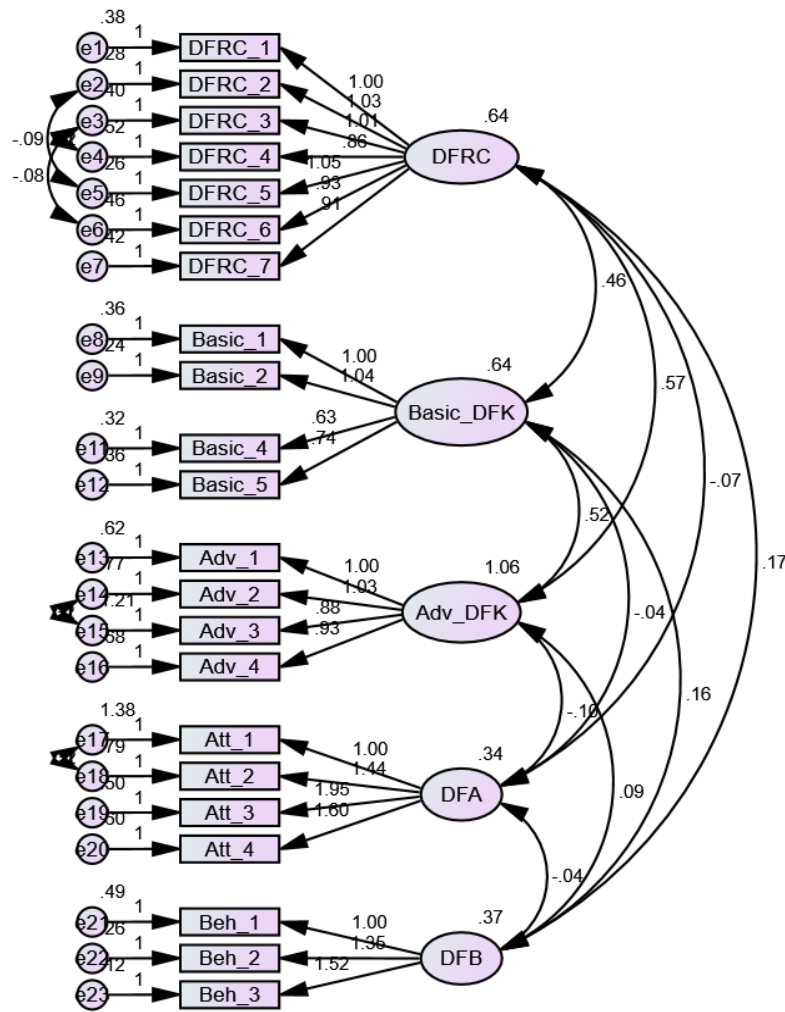 .38
e1 1 DFRC_1
.28
e2 1 DFRC_2
.40
e3 1 DFRC_3
.52
e4 1 DFRC_4
.26
e5 1 DFRC_5
.46
e6 1 DFRC_6
.42
e7 1 DFRC_7
-.09
-.08
1.00
1.03
1.01
.86
1.05
.93
.91
.64
DFRC
.36
e8 1 Basic_1
.24
e9 1 Basic_2
.32
e11 1 Basic_4
.36
e12 1 Basic_5
1.00
1.04
.63
.74
.64
Basic_DFK
.62
e13 1 Adv_1
.77
e14 1 Adv_2
1.21
e15 1 Adv_3
.68
e16 1 Adv_4
1.00
1.03
.88
.93
1.06
Adv_DFK
1.38
e17 1 Att_1
.79
e18 1 Att_2
.50
e19 1 Att_3
.60
e20 1 Att_4
1.00
1.44
1.95
1.60
.34
DFA
.49
e21 1 Beh_1
.26
e22 1 Beh_2
.12
e23 1 Beh_3
1.00
1.35
1.52
.37
DFB
.46
.57
-.07
.17
.52
-.04
.16
-.10
.09
-.04